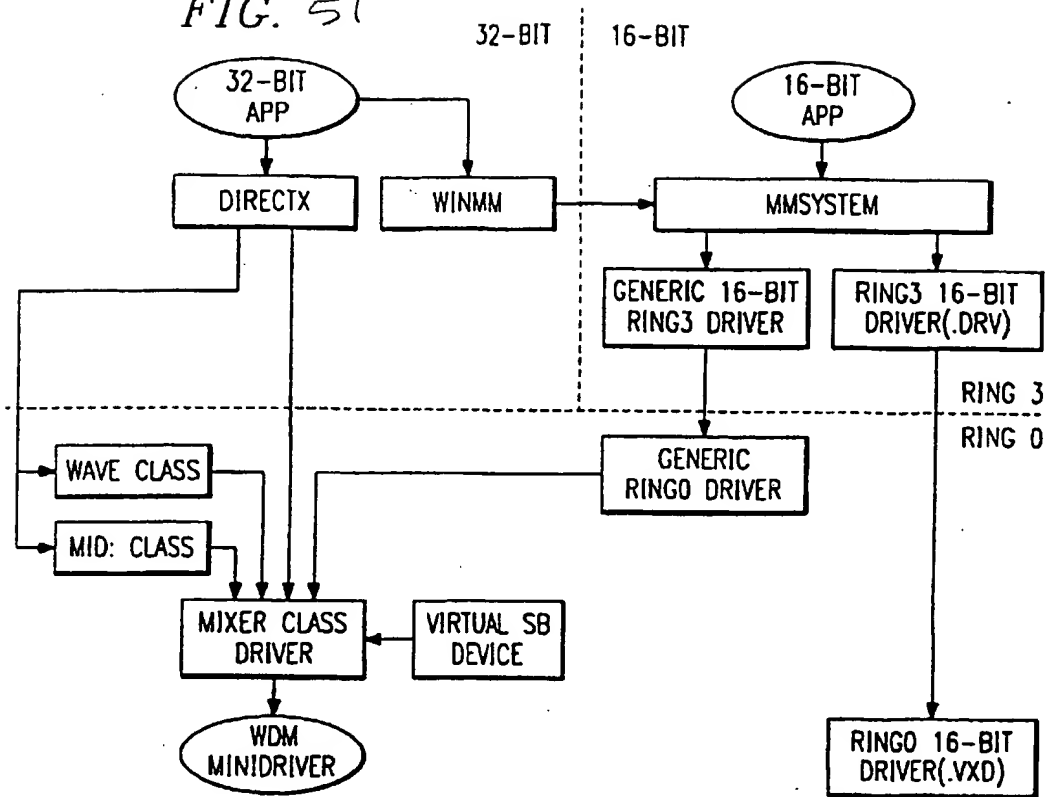 FIG. 51
32-BIT
16-BIT
32-BIT
APP
16-BIT
APP
DIRECTX
WINMM
MMSYSTEM
GENERIC 16-BIT
RING3 DRIVER
RING3 16-BIT
DRIVER(.DRV)
RING 3
RING 0
WAVE CLASS
GENERIC
RING0 DRIVER
MID: CLASS
MIXER CLASS
DRIVER
VIRTUAL SB
DEVICE
WDM
MINIDRIVER
RING0 16-BIT
DRIVER(.VXD)